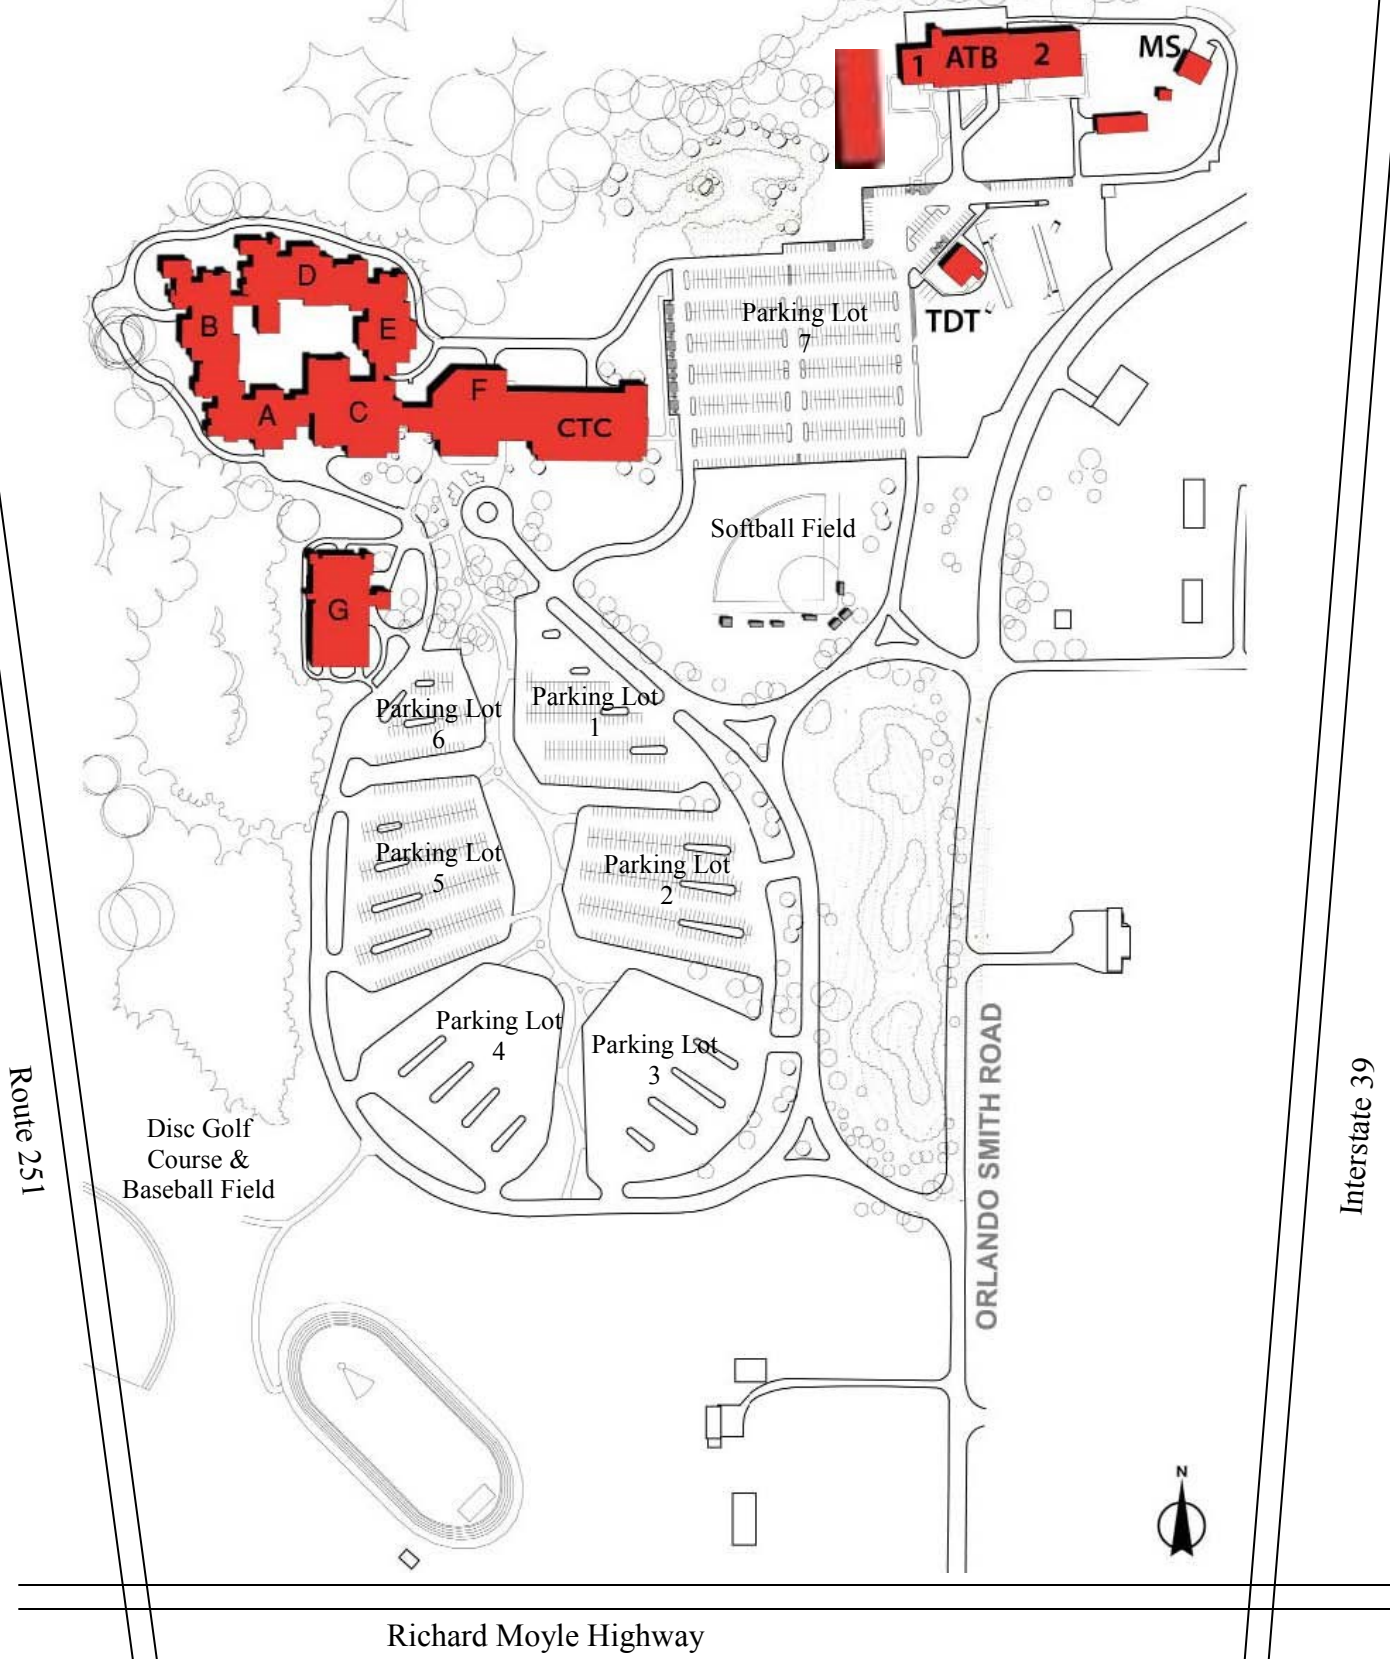 1 ATB 2
MS
D
B
E
Parking Lot
7
TDT
F
A
C
CTC
Softball Field
G
Parking Lot
6
Parking Lot
1
Parking Lot
5
Parking Lot
2
Parking Lot
4
Parking Lot
3
ORLANDO SMITH ROAD
Route 251
Interstate 39
Disc Golf
Course &
Baseball Field
N
Richard Moyle Highway